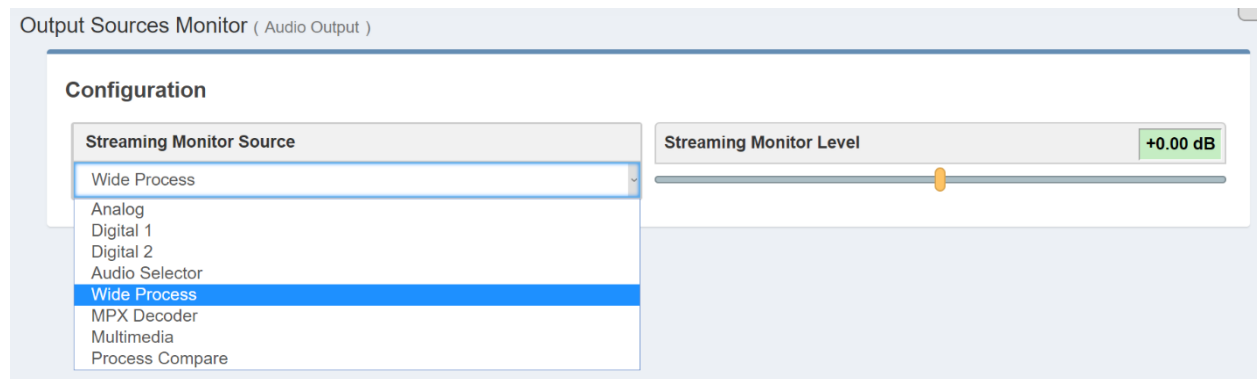 Output Sources Monitor ( Audio Output )
Configuration
Streaming Monitor Source
Wide Process
Analog
Digital 1
Digital 2
Audio Selector
Wide Process
MPX Decoder
Multimedia
Process Compare
Streaming Monitor Level
+0.00 dB